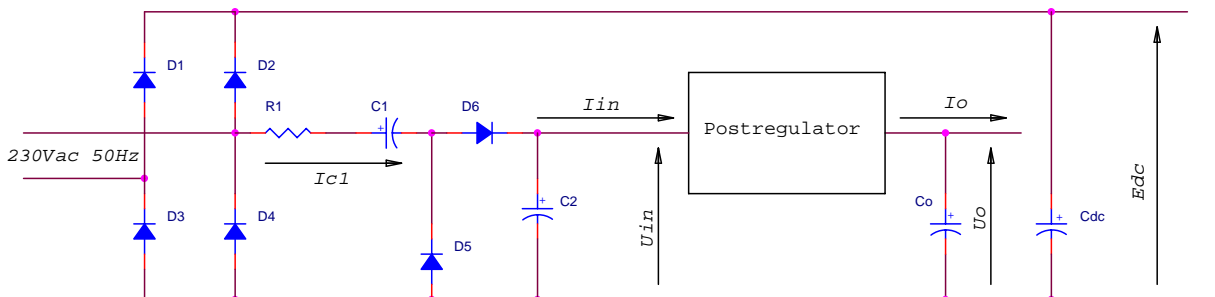 D1
D2
R1
C1
D6
Iin
Postregulator
Io
230Vac 50Hz
Ic1
Edc
D3
D4
D5
C2
+
+
Uin
Co
+
Uo
Cdc
+